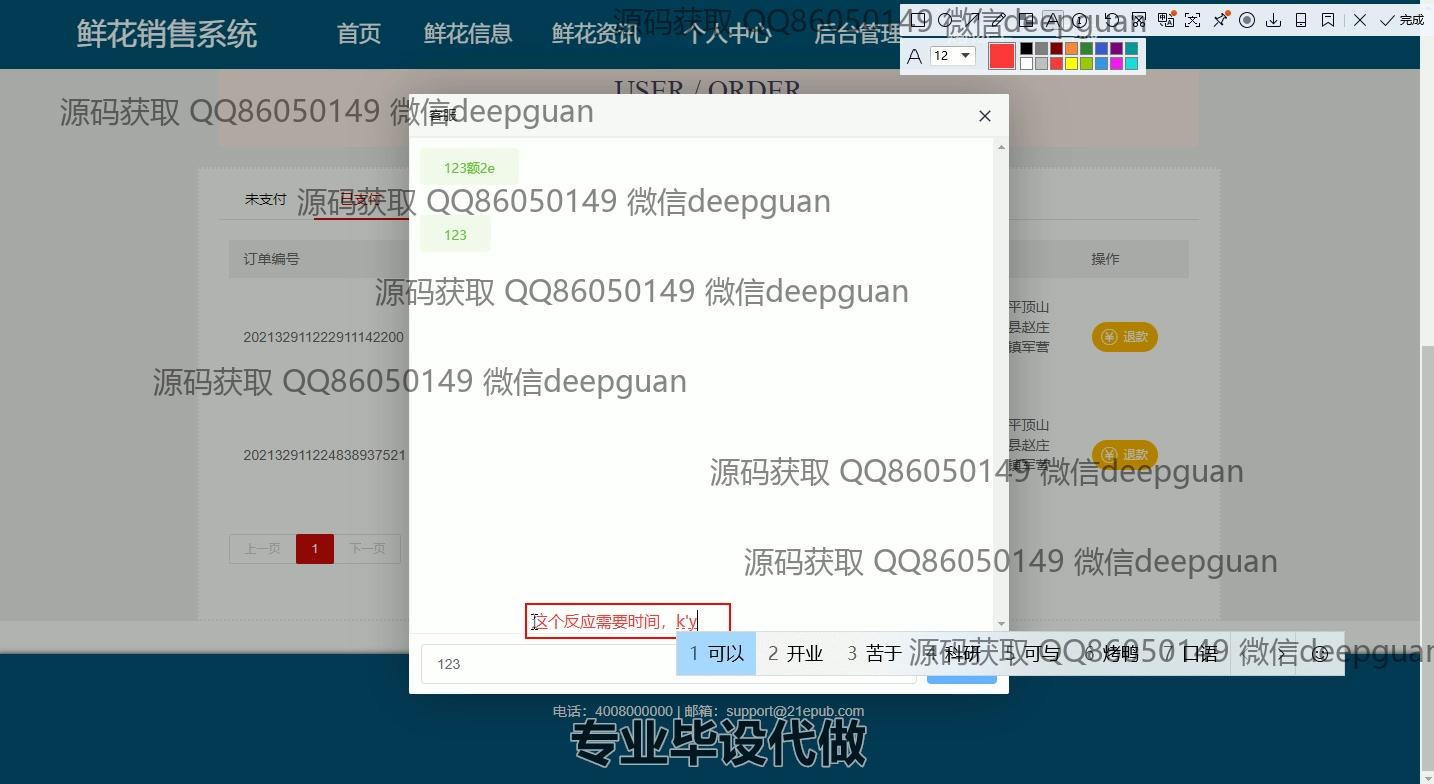 鲜花销售系统 首页 鲜花信息 鲜花资讯 个人中心 后台管理
源码获取 QQ86050149 微信deepguan
完成
12
USER / ORDER
源码获取 QQ86050149 微信deepguan
客服
123额2e
未支付 已支付
源码获取 QQ86050149 微信deepguan
123
订单编号 操作
源码获取 QQ86050149 微信deepguan
平顶山
县赵庄
镇军营
202132911222911142200 退款
源码获取 QQ86050149 微信deepguan
平顶山
县赵庄
镇军营
202132911224838937521 退款
源码获取 QQ86050149 微信deepguan
上一页 1 下一页
源码获取 QQ86050149 微信deepguan
这个反应需要时间，k'y
1 可以 2 开业 3 苦于 4 科研 5 可与 6 烤鸭 7 口语
源码获取 QQ86050149 微信deepguan
123
电话：4008000000 | 邮箱：support@21epub.com
专业毕设代做